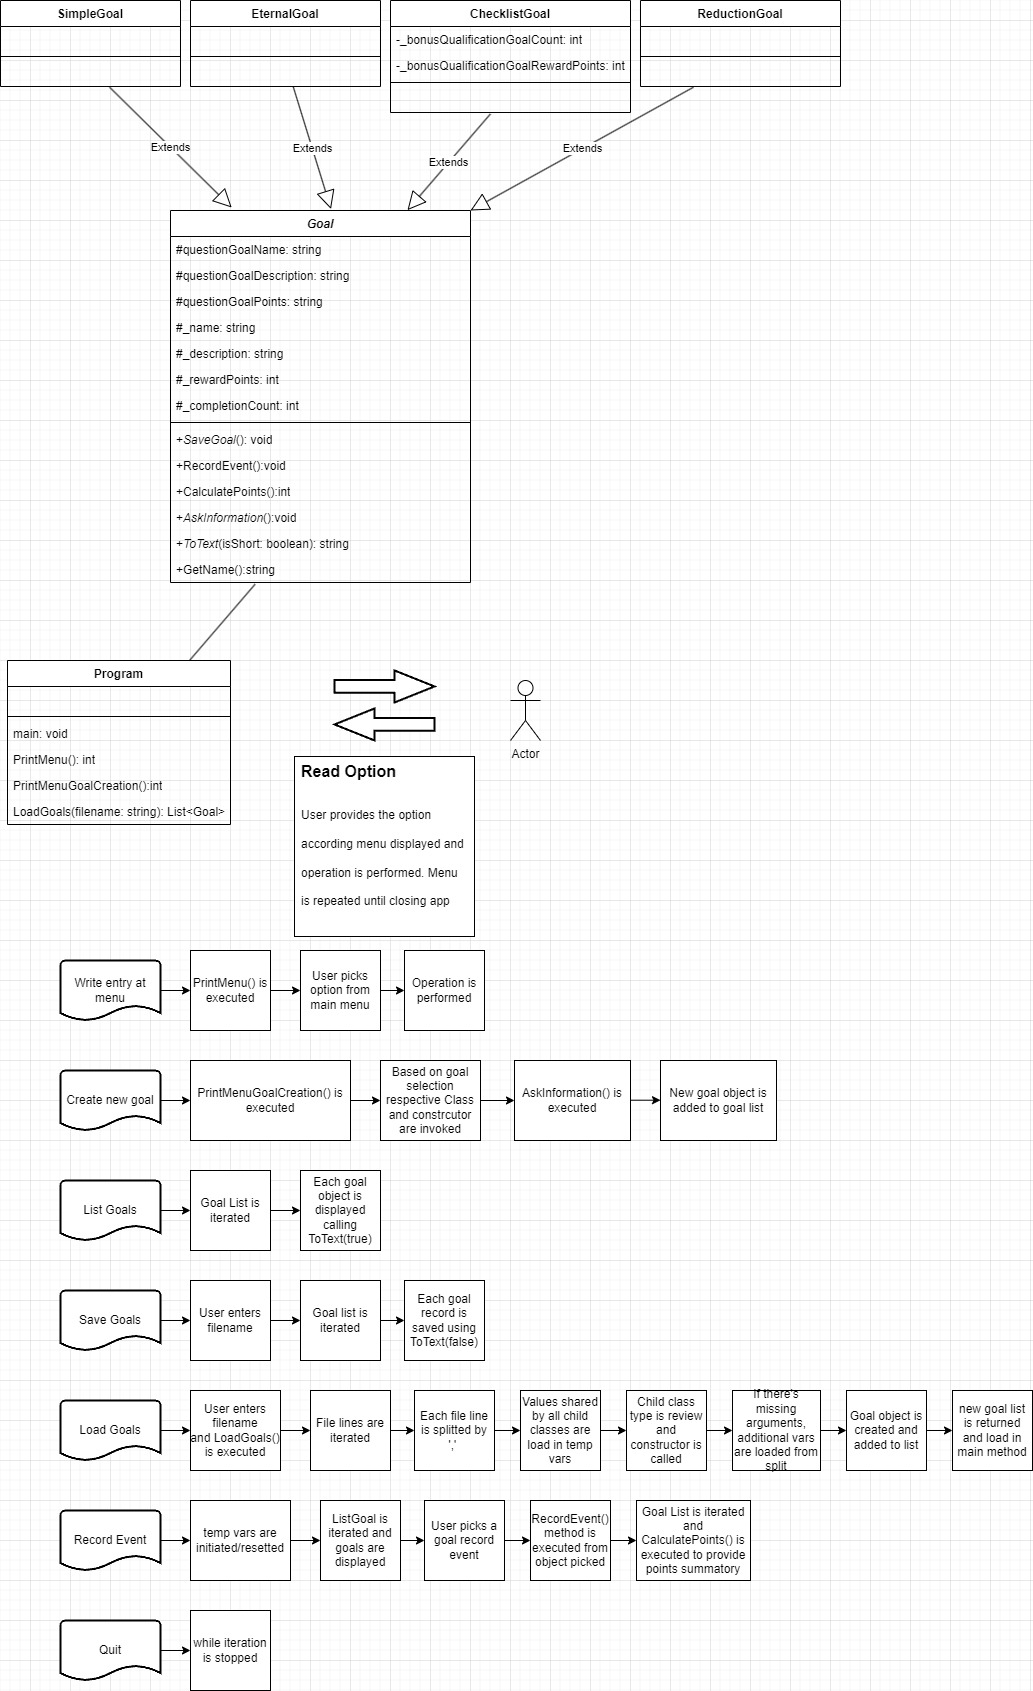 SimpleGoal
EternalGoal
ChecklistGoal
ReductionGoal
-_bonusQualificationGoalCount: int
-_bonusQualificationGoalRewardPoints: int
Extends
Extends
Extends
Extends
Goal
#questionGoalName: string
#questionGoalDescription: string
#questionGoalPoints: string
#_name: string
#_description: string
#_rewardPoints: int
#_completionCount: int
+SaveGoal(): void
+RecordEvent():void
+CalculatePoints():int
+AskInformation():void
+ToText(isShort: boolean): string
+GetName():string
Program
main: void
PrintMenu(): int
PrintMenuGoalCreation():int
LoadGoals(filename: string): List<Goal>
Actor
Read Option
User provides the option
according menu displayed and
operation is performed. Menu
is repeated until closing app
Write entry at
menu
PrintMenu() is
executed
User picks
option from
main menu
Operation is
performed
Create new goal
PrintMenuGoalCreation() is
executed
Based on goal
selection
respective Class
and constrcutor
are invoked
AskInformation() is
executed
New goal object is
added to goal list
List Goals
Goal List is
iterated
Each goal
object is
displayed
calling
ToText(true)
Save Goals
User enters
filename
Goal list is
iterated
Each goal
record is
saved using
ToText(false)
Load Goals
User enters
filename
and LoadGoals()
is executed
File lines are
iterated
Each file line
is splitted by
','
Values shared
by all child
classes are
load in temp
vars
Child class
type is review
and
constructor is
called
If there's
missing
arguments,
additional vars
are loaded from
split
Goal object is
created and
added to list
new goal list
is returned
and load in
main method
Record Event
temp vars are
initiated/resetted
ListGoal is
iterated and
goals are
displayed
User picks a
goal record
event
RecordEvent()
method is
executed from
object picked
Goal List is iterated
and
CalculatePoints() is
executed to provide
points summatory
Quit
while iteration
is stopped